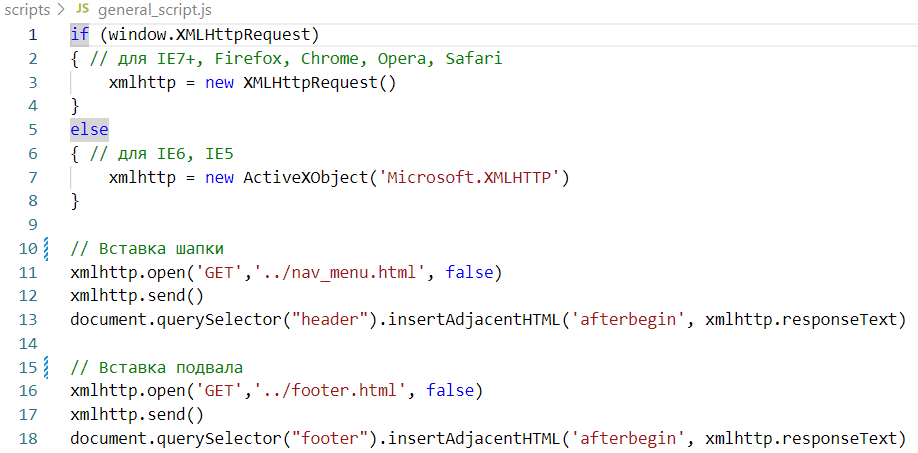 scripts > JS general_script.js
1 if (window.XMLHttpRequest)
2 { // для IE7+, Firefox, Chrome, Opera, Safari
3     xmlhttp = new XMLHttpRequest()
4 }
5 else
6 { // для IE6, IE5
7     xmlhttp = new ActiveXObject('Microsoft.XMLHTTP')
8 }
9
10 // Вставка шапки
11 xmlhttp.open('GET','../nav_menu.html', false)
12 xmlhttp.send()
13 document.querySelector("header").insertAdjacentHTML('afterbegin', xmlhttp.responseText)
14
15 // Вставка подвала
16 xmlhttp.open('GET','../footer.html', false)
17 xmlhttp.send()
18 document.querySelector("footer").insertAdjacentHTML('afterbegin', xmlhttp.responseText)